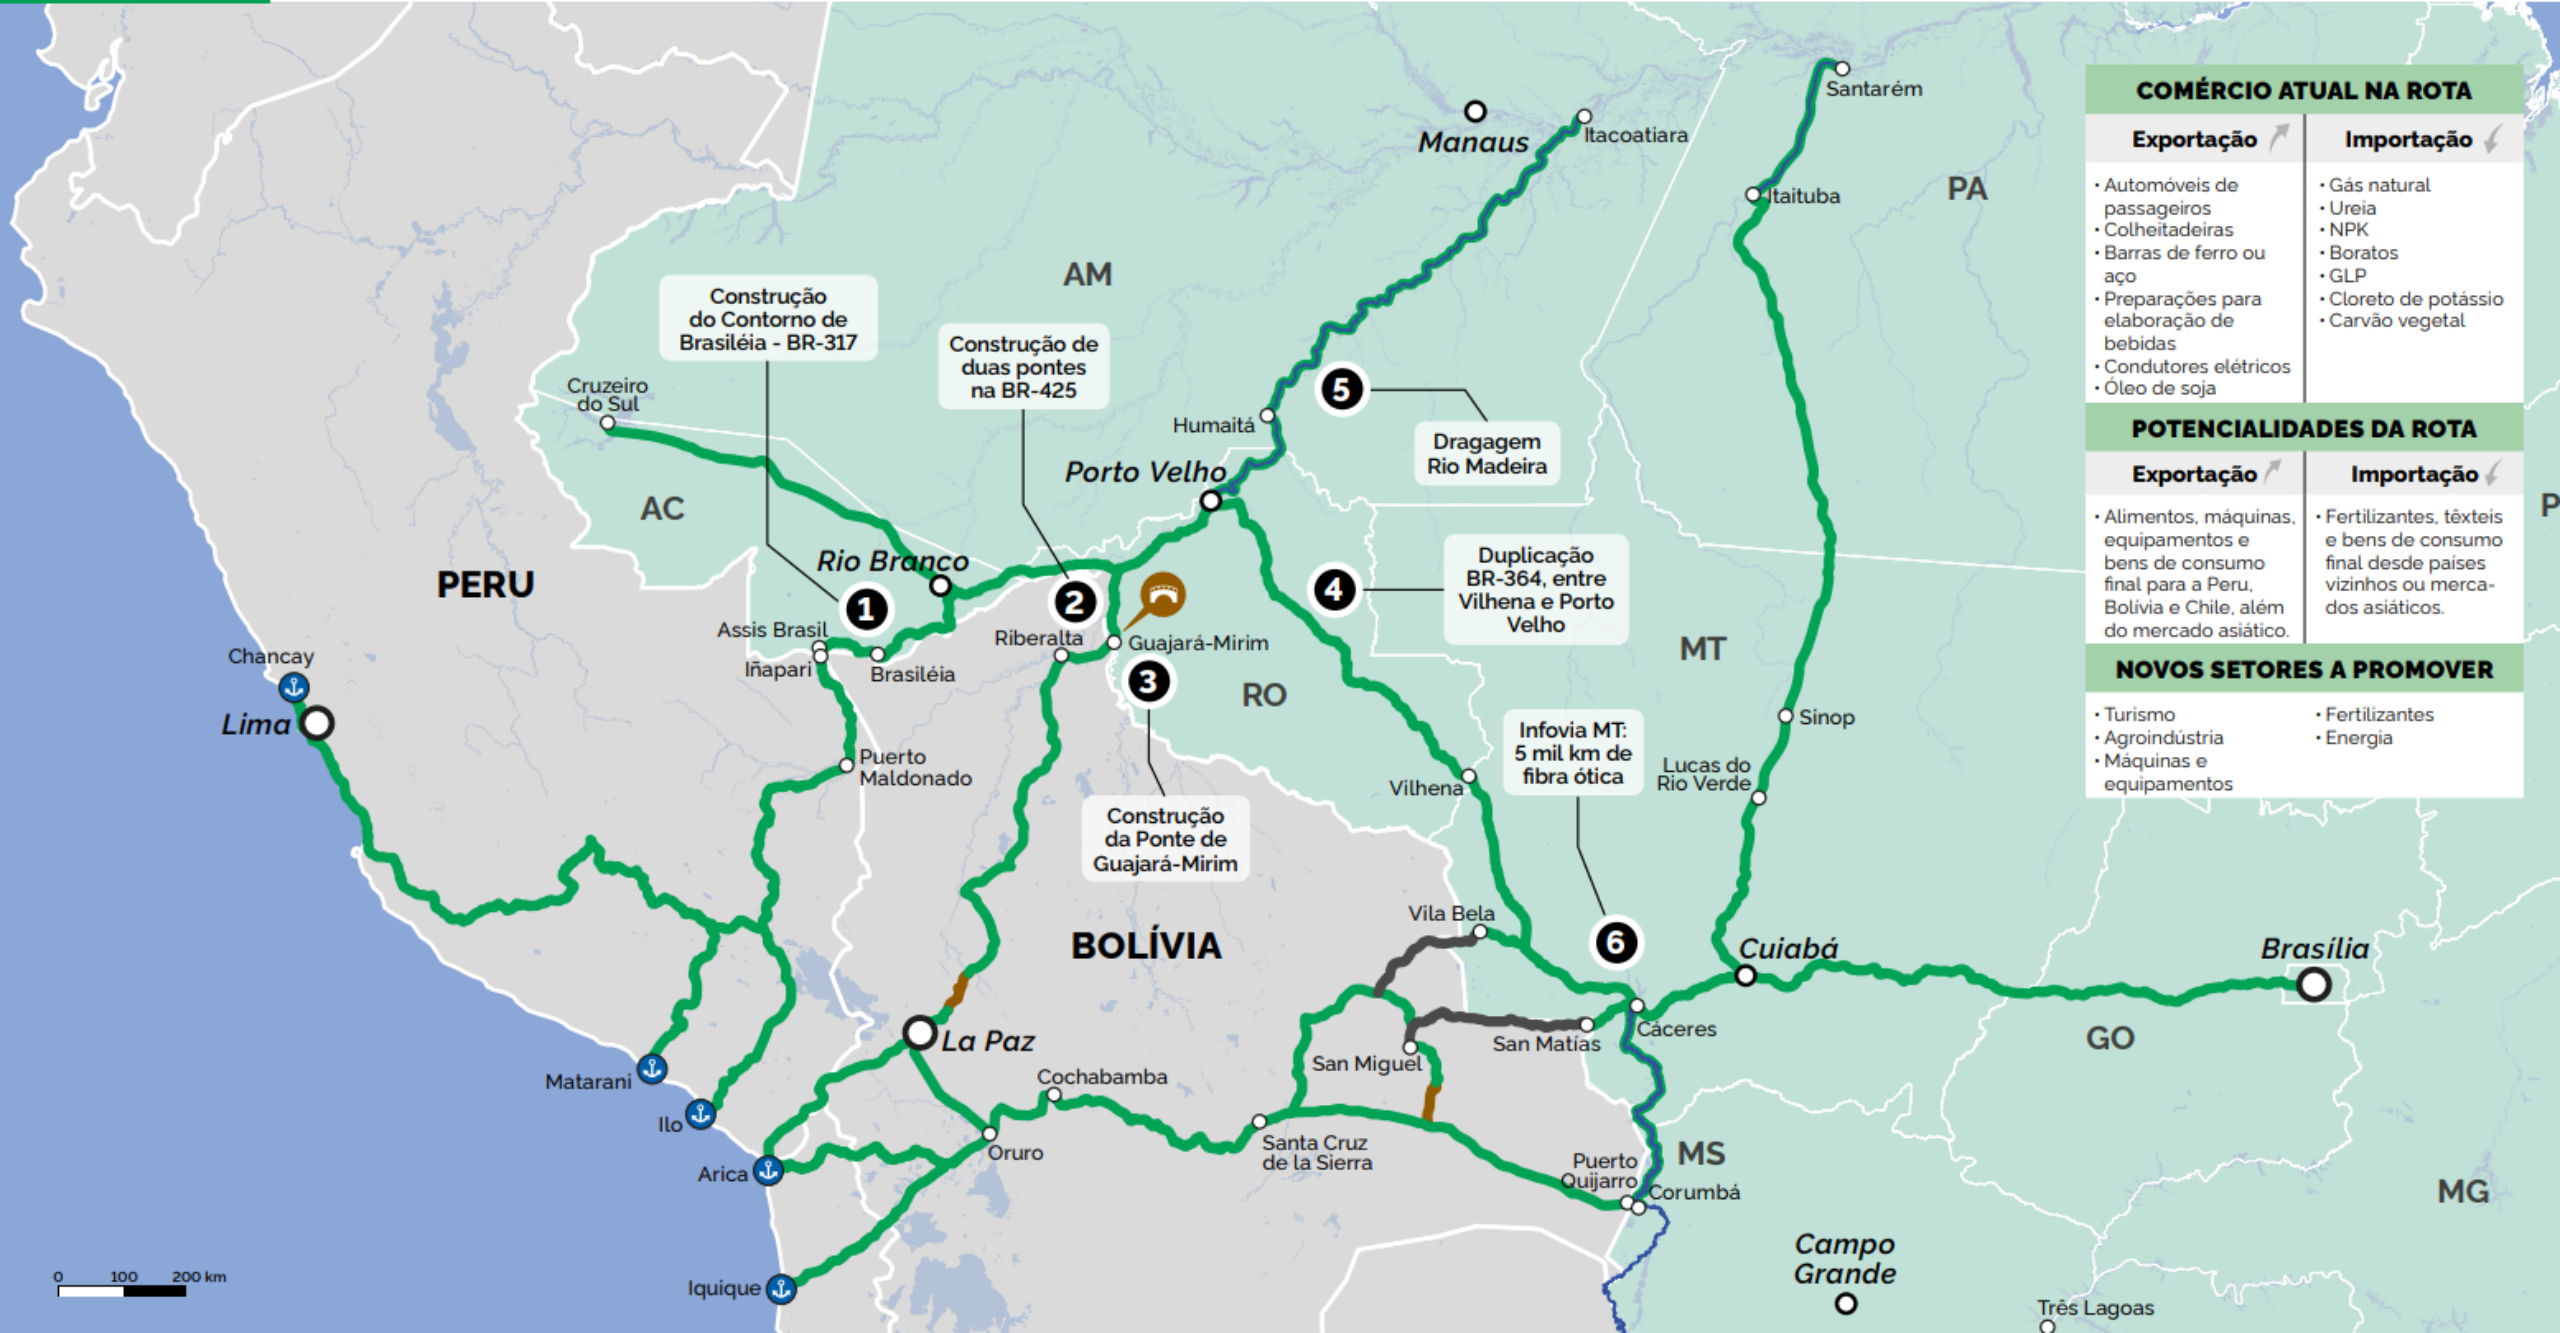 Santarém
Manaus
Itacoatiara
Itaituba
PA
AM
Construção
do Contorno de
Brasiléia - BR-317
Construção de
duas pontes
na BR-425
Cruzeiro
do Sul
5
Humaitá
Dragagem
Rio Madeira
Porto Velho
AC
Rio Branco
PERU
1
2
4
Duplicação
BR-364, entre
Vilhena e Porto
Velho
Assis Brasil
Iñapari
Brasiléia
Riberalta
Guajará-Mirim
3
RO
MT
Chancay
Lima
Puerto
Maldonado
Sinop
Infovia MT:
5 mil km de
fibra ótica
Lucas do
Rio Verde
Vilhena
Construção
da Ponte de
Guajará-Mirim
Vila Bela
BOLÍVIA
6
Cuiabá
Brasília
Cáceres
San Matías
San Miguel
GO
La Paz
Matarani
Cochabamba
Ilo
Oruro
Santa Cruz
de la Sierra
Arica
Puerto
Quijarro
Corumbá
MS
MG
Iquique
Campo
Grande
Três Lagoas
0 100 200 km
COMÉRCIO ATUAL NA ROTA
Exportação
• Automóveis de
passageiros
• Colheitadeiras
• Barras de ferro ou
aço
• Preparações para
elaboração de
bebidas
• Condutores elétricos
• Óleo de soja
Importação
• Gás natural
• Ureia
• NPK
• Boratos
• GLP
• Cloreto de potássio
• Carvão vegetal
POTENCIALIDADES DA ROTA
Exportação
• Alimentos, máquinas,
equipamentos e
bens de consumo
final para a Peru,
Bolívia e Chile, além
do mercado asiático.
Importação
• Fertilizantes, têxteis
e bens de consumo
final desde países
vizinhos ou merca-
dos asiáticos.
NOVOS SETORES A PROMOVER
• Turismo
• Agroindústria
• Máquinas e
equipamentos
• Fertilizantes
• Energia
P